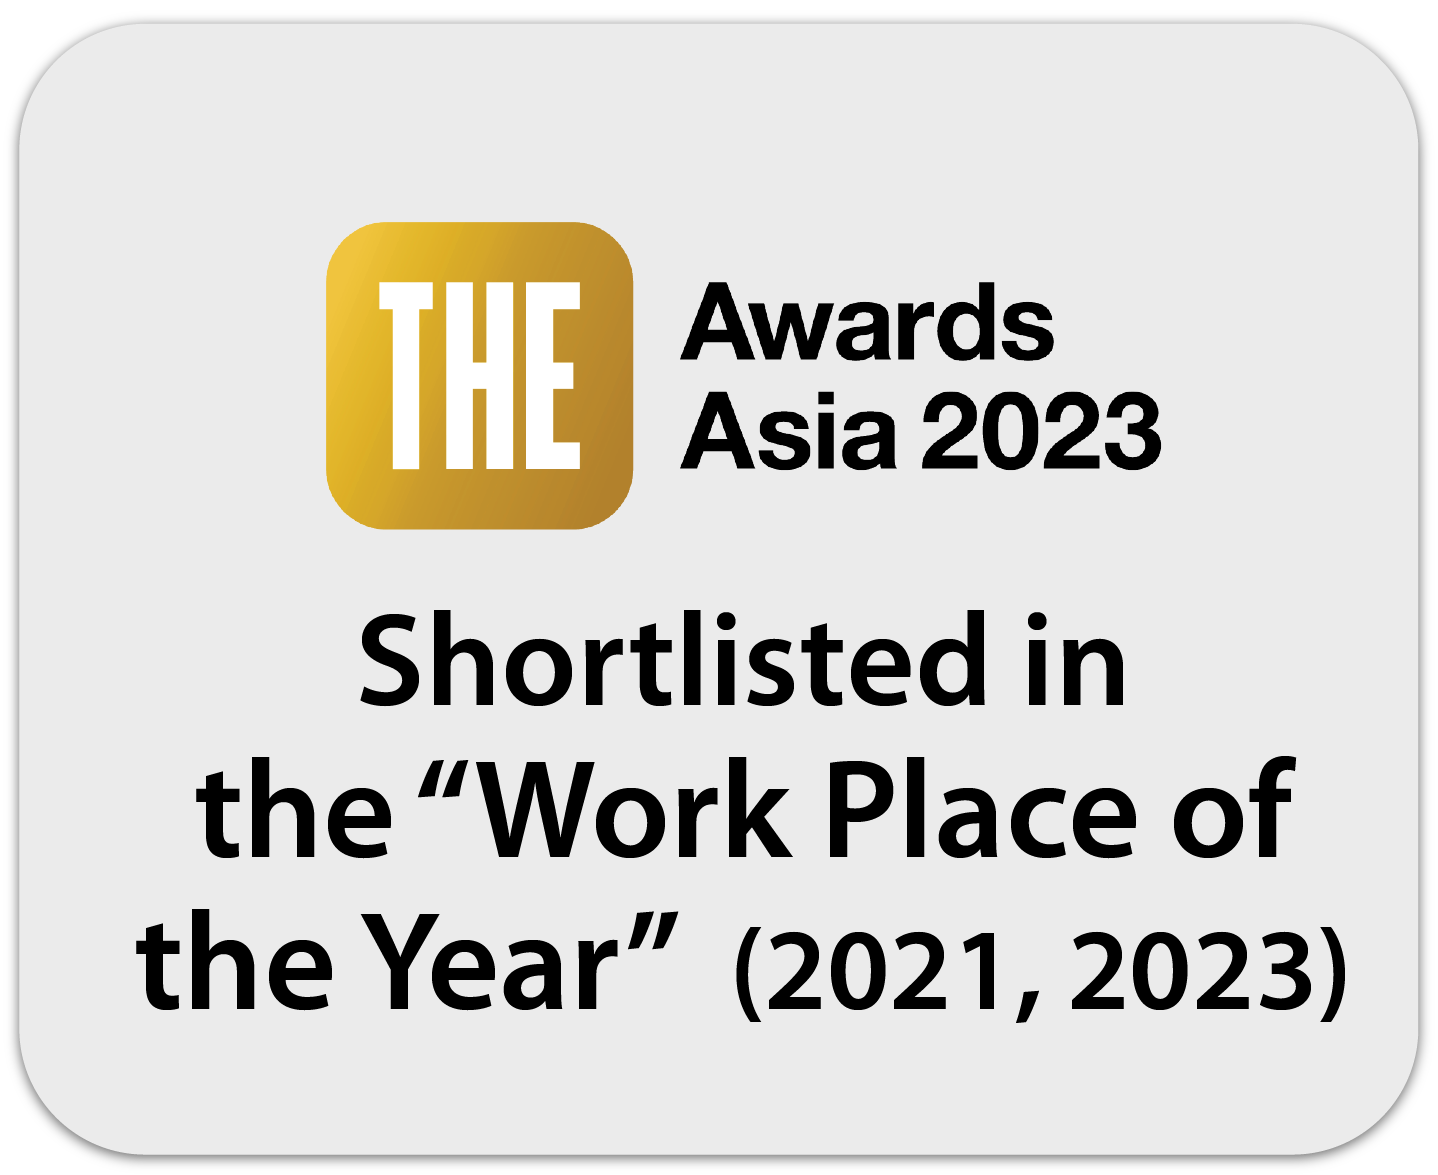 THE
Awards
Asia 2023
Shortlisted in
the “Work Place of
the Year” (2021, 2023)